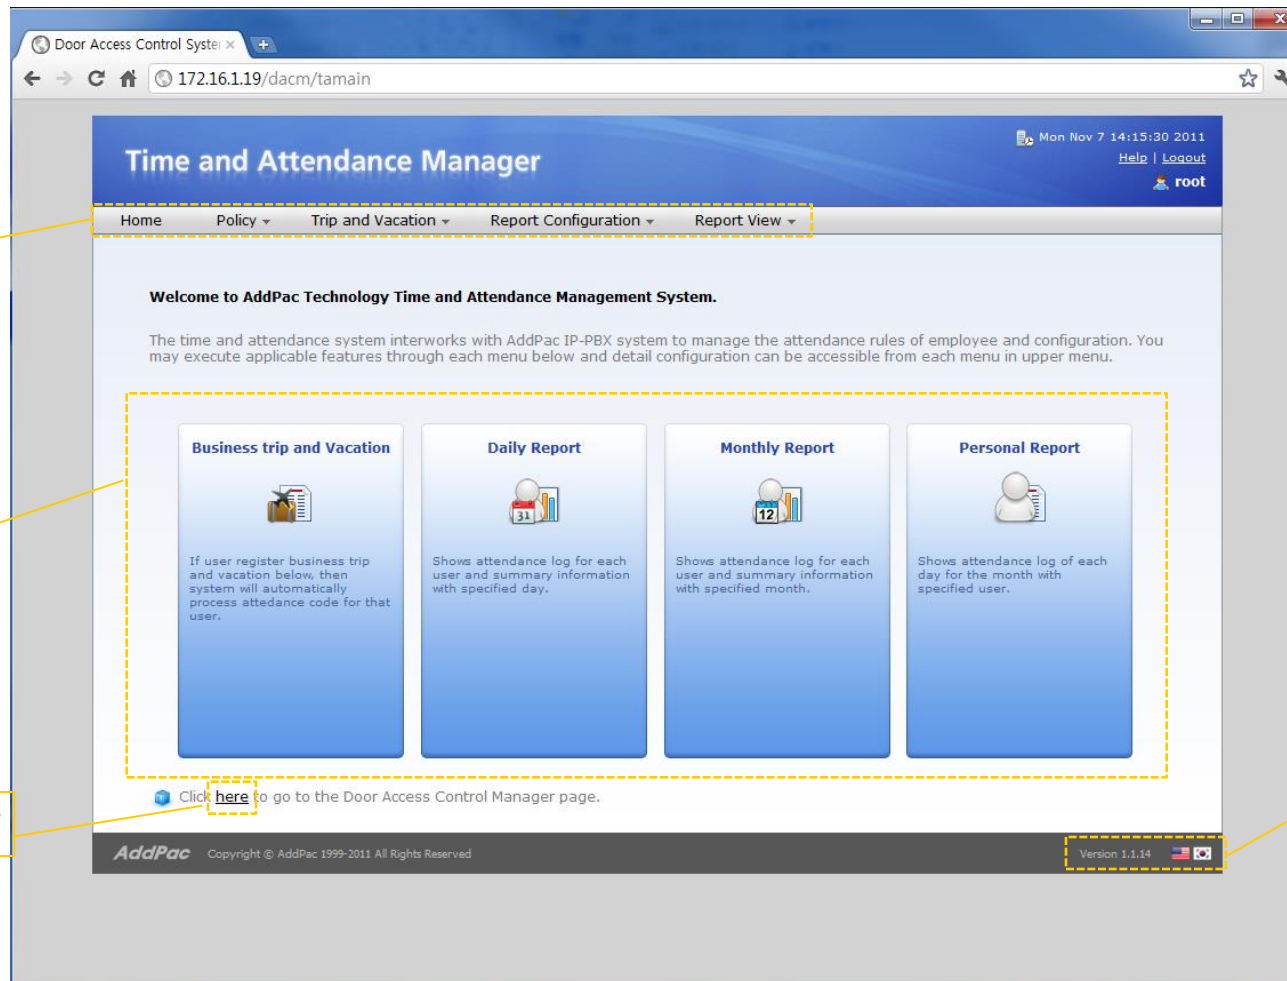 Door Access Control Syste
172.16.1.19/dacm/tamain
Time and Attendance Manager
Mon Nov 7 14:15:30 2011
Help | Logout
root
Home Policy Trip and Vacation Report Configuration Report View
Welcome to AddPac Technology Time and Attendance Management System.
The time and attendance system interworks with AddPac IP-PBX system to manage the attendance rules of employee and configuration. You
may execute applicable features through each menu below and detail configuration can be accessible from each menu in upper menu.
Business trip and Vacation
If user register business trip
and vacation below, then
system will automatically
process attedance code for that
user.
Daily Report
31
Shows attendance log for each
user and summary information
with specified day.
Monthly Report
12
Shows attendance log for each
user and summary information
with specified month.
Personal Report
Shows attendance log of each
day for the month with
specified user.
Click here to go to the Door Access Control Manager page.
AddPac Copyright © AddPac 1999-2011 All Rights Reserved
Version 1.1.14